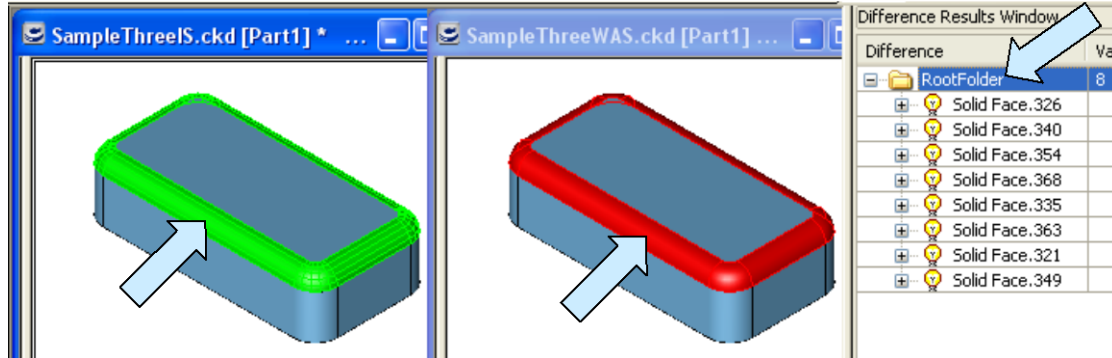 SampleThreeIS.ckd [Part1] * ...
SampleThreeWAS.ckd [Part1] ...
Difference Results Window
Difference
Va
RootFolder 8
Solid Face.326
Solid Face.340
Solid Face.354
Solid Face.368
Solid Face.335
Solid Face.363
Solid Face.321
Solid Face.349